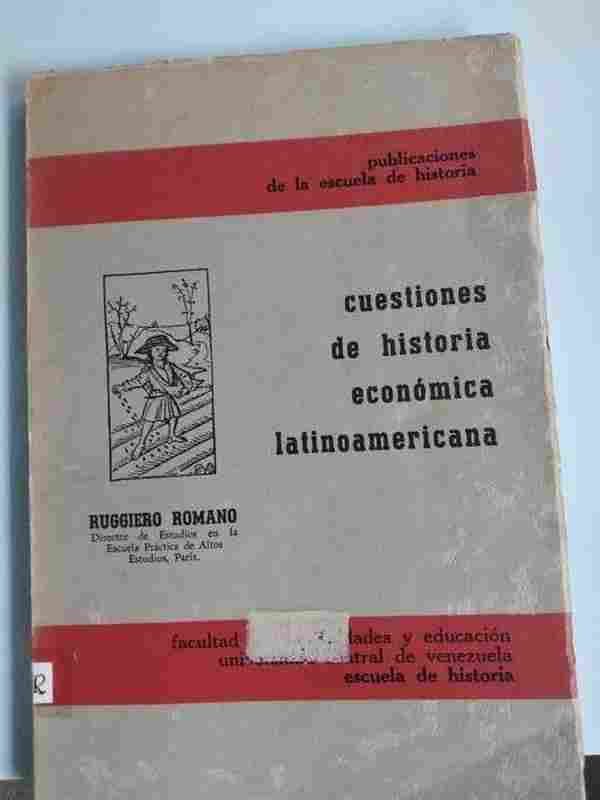 publicaciones
de la escuela de historia
cuestiones
de historia
económica
latinoamericana
RUGGIERO ROMANO
Director de Estudios en la
Escuela Práctica de Altos
Estudios, París.
facultad dades y educación
central de venezuela
escuela de historia
R